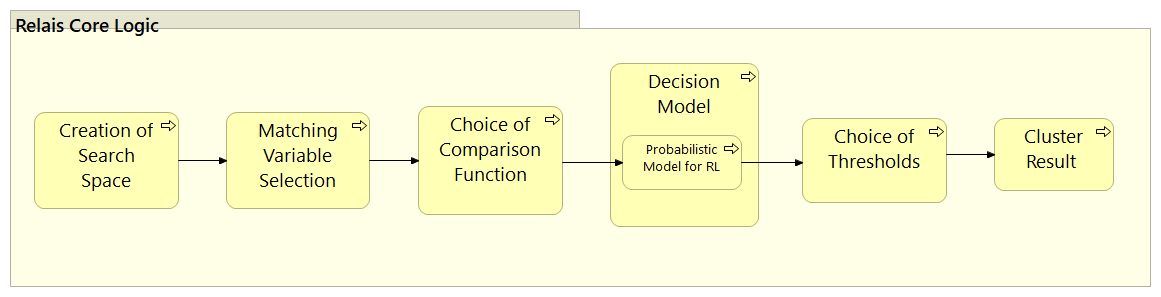 Relais Core Logic
Creation of
Search
Space
Matching
Variable
Selection
Choice of
Comparison
Function
Decision
Model
Probabilistic
Model for RL
Choice of
Thresholds
Cluster
Result